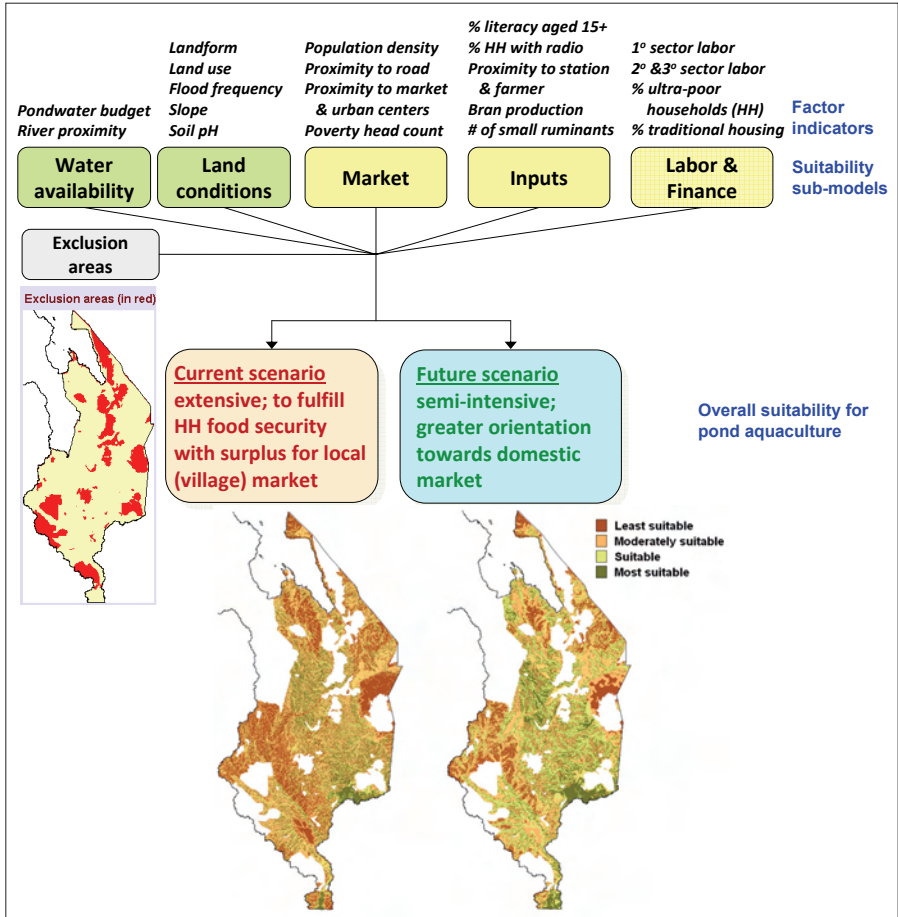 Pondwater budget
River proximity
Landform
Land use
Flood frequency
Slope
Soil pH
Population density
Proximity to road
Proximity to market
& urban centers
Poverty head count
% literacy aged 15+
% HH with radio
Proximity to station
& farmer
Bran production
# of small ruminants
1º sector labor
2º &3º sector labor
% ultra-poor
households (HH)
% traditional housing
Factor
indicators
Water
availability
Land
conditions
Market
Inputs
Labor &
Finance
Suitability
sub-models
Exclusion
areas
Exclusion areas (in red)
Current scenario
extensive; to fulfill
HH food security
with surplus for local
(village) market
Future scenario
semi-intensive;
greater orientation
towards domestic
market
Overall suitability for
pond aquaculture
Least suitable
Moderately suitable
Suitable
Most suitable